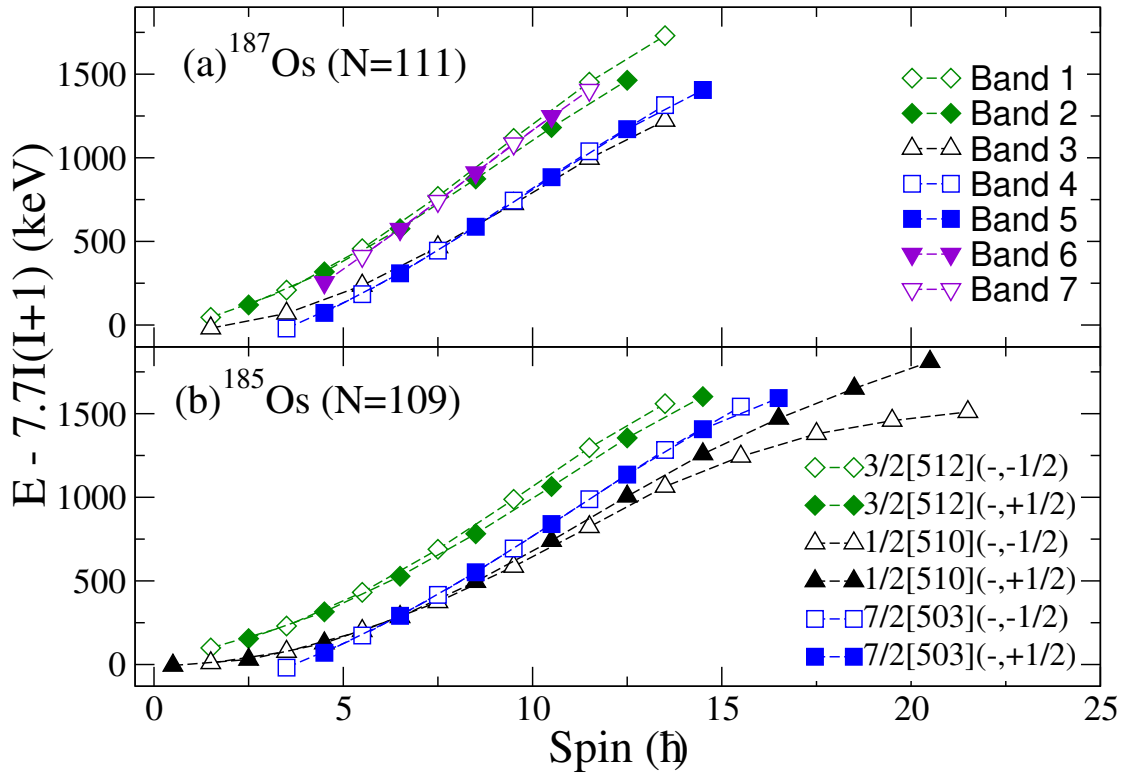 E - 7.7I(I+1) (keV)
(a)¹⁸⁷Os (N=111)
1500
1000
500
0
Band 1
Band 2
Band 3
Band 4
Band 5
Band 6
Band 7
(b)¹⁸⁵Os (N=109)
1500
1000
500
0
3/2[512](-,-1/2)
3/2[512](-,+1/2)
1/2[510](-,-1/2)
1/2[510](-,+1/2)
7/2[503](-,-1/2)
7/2[503](-,+1/2)
0 5 10 15 20 25
Spin (ħ)